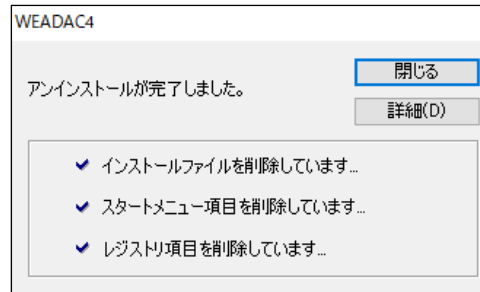 WEADAC4
閉じる
アンインストールが完了しました。
詳細(D)
インストールファイルを削除しています...
スタートメニュー項目を削除しています...
レジストリ項目を削除しています...